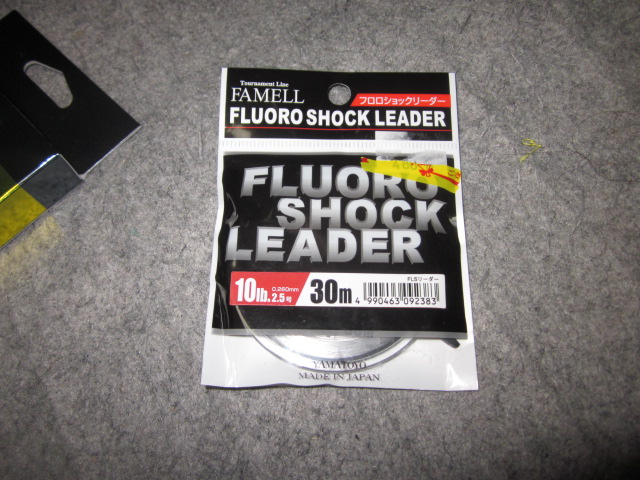 Tournament Line
FAMELL
フロロショックリーダー
FLUORO SHOCK LEADER
FLUORO
SHOCK
LEADER
10lb. 0.260mm 2.5号
30m
FLSリーダー
4 990463 092383
YAMATOYO
MADE IN JAPAN